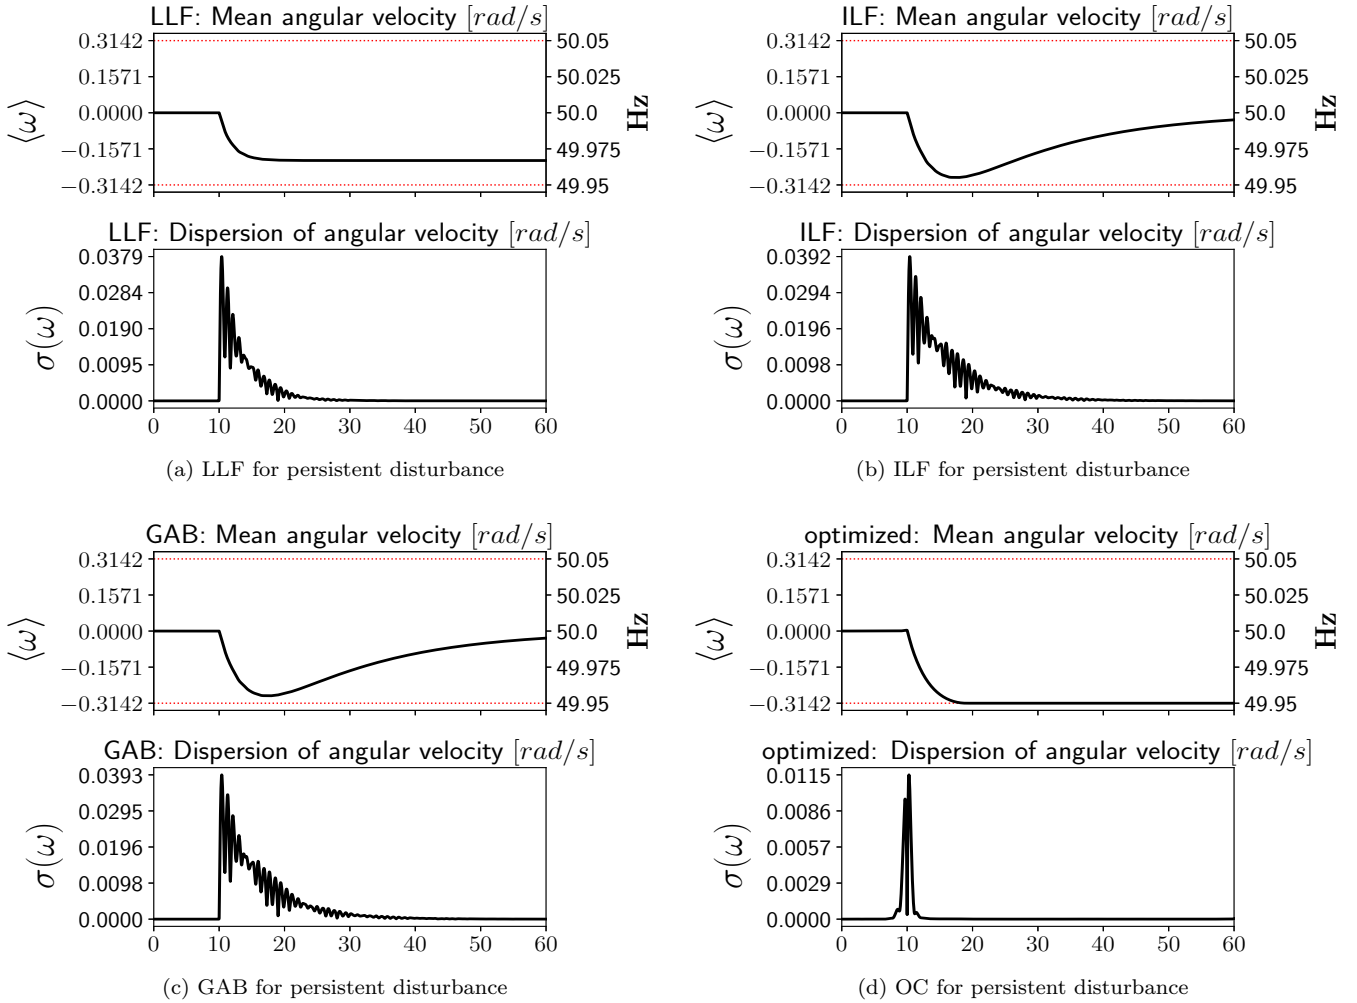 LLF: Mean angular velocity [rad/s]
0.3142
0.1571
0.0000
−0.1571
−0.3142
⟨ω⟩
50.05
50.025
50.0
49.975
49.95
Hz
LLF: Dispersion of angular velocity [rad/s]
0.0379
0.0284
0.0190
0.0095
0.0000
σ(ω)
0 10 20 30 40 50 60
(a) LLF for persistent disturbance
ILF: Mean angular velocity [rad/s]
0.3142
0.1571
0.0000
−0.1571
−0.3142
⟨ω⟩
50.05
50.025
50.0
49.975
49.95
Hz
ILF: Dispersion of angular velocity [rad/s]
0.0392
0.0294
0.0196
0.0098
0.0000
σ(ω)
0 10 20 30 40 50 60
(b) ILF for persistent disturbance
GAB: Mean angular velocity [rad/s]
0.3142
0.1571
0.0000
−0.1571
−0.3142
⟨ω⟩
50.05
50.025
50.0
49.975
49.95
Hz
GAB: Dispersion of angular velocity [rad/s]
0.0393
0.0295
0.0196
0.0098
0.0000
σ(ω)
0 10 20 30 40 50 60
(c) GAB for persistent disturbance
optimized: Mean angular velocity [rad/s]
0.3142
0.1571
0.0000
−0.1571
−0.3142
⟨ω⟩
50.05
50.025
50.0
49.975
49.95
Hz
optimized: Dispersion of angular velocity [rad/s]
0.0115
0.0086
0.0057
0.0029
0.0000
σ(ω)
0 10 20 30 40 50 60
(d) OC for persistent disturbance